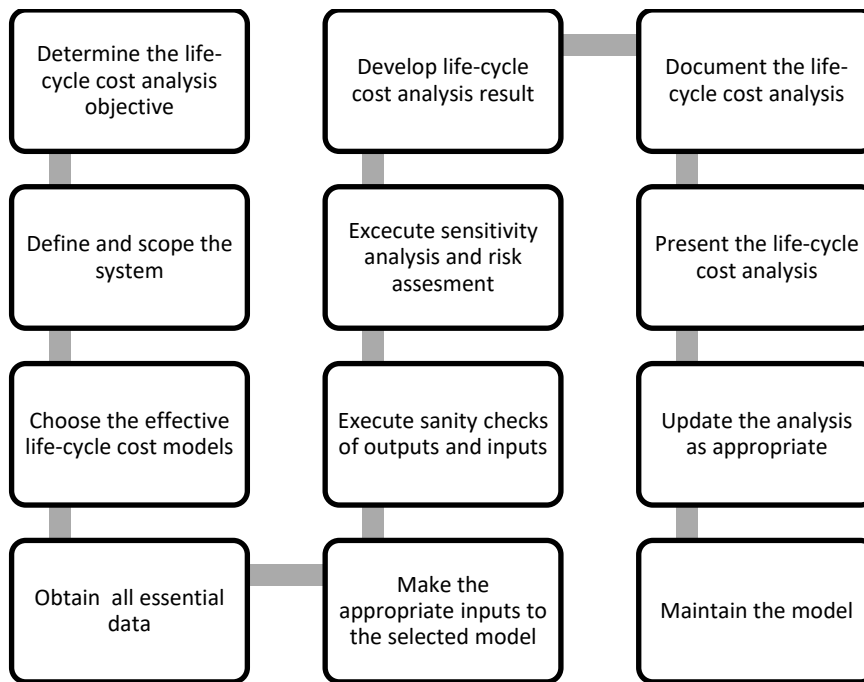 Determine the life-
cycle cost analysis
objective
Define and scope the
system
Choose the effective
life-cycle cost models
Obtain  all essential
data
Make the
appropriate inputs to
the selected model
Execute sanity checks
of outputs and inputs
Excecute sensitivity
analysis and risk
assesment
Develop life-cycle
cost analysis result
Document the life-
cycle cost analysis
Present the life-cycle
cost analysis
Update the analysis
as appropriate
Maintain the model